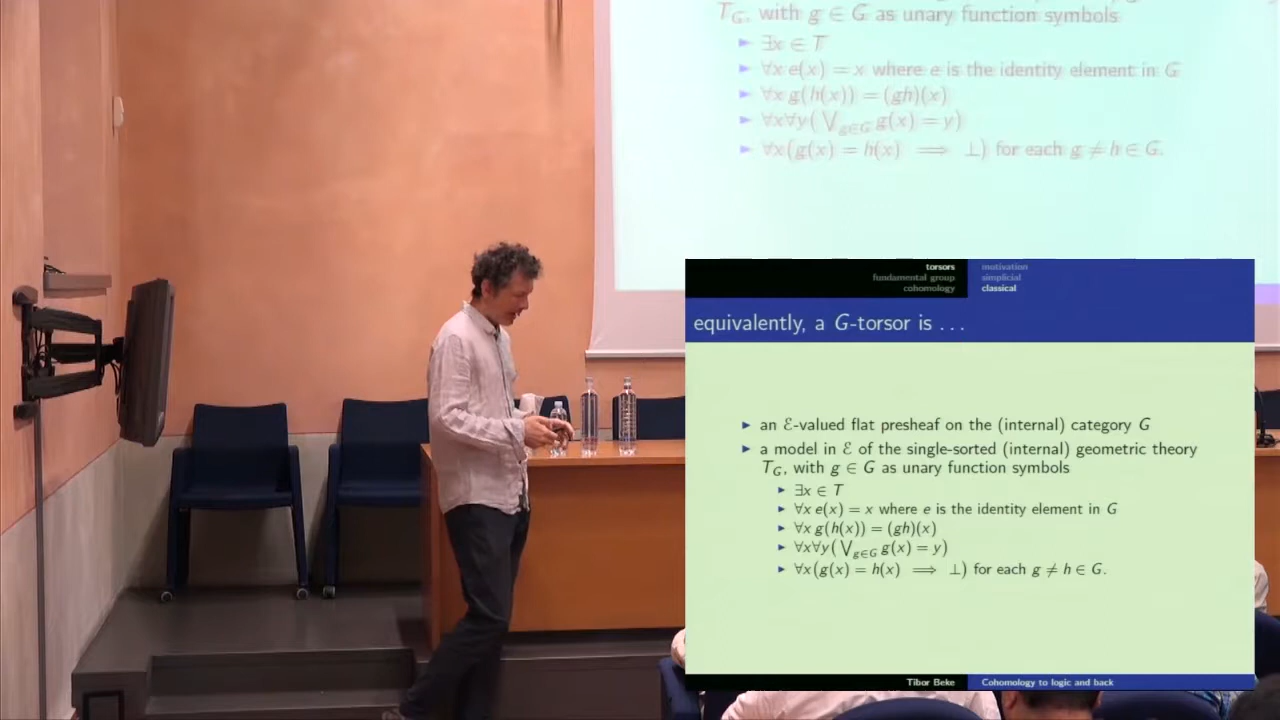 T_G, with g ∈ G as unary function symbols
► ∃x ∈ T
► ∀x e(x) = x where e is the identity element in G
► ∀x g(h(x)) = (gh)(x)
► ∀x∀y(⋁_{g∈G} g(x) = y)
► ∀x(g(x) = h(x) ⟹ ⊥) for each g ≠ h ∈ G.
torsors motivation
fundamental group simplicial
cohomology classical
equivalently, a G-torsor is . . .
► an ℰ-valued flat presheaf on the (internal) category G
► a model in ℰ of the single-sorted (internal) geometric theory
T_G, with g ∈ G as unary function symbols
► ∃x ∈ T
► ∀x e(x) = x where e is the identity element in G
► ∀x g(h(x)) = (gh)(x)
► ∀x∀y(⋁_{g∈G} g(x) = y)
► ∀x(g(x) = h(x) ⟹ ⊥) for each g ≠ h ∈ G.
Tibor Beke Cohomology to logic and back